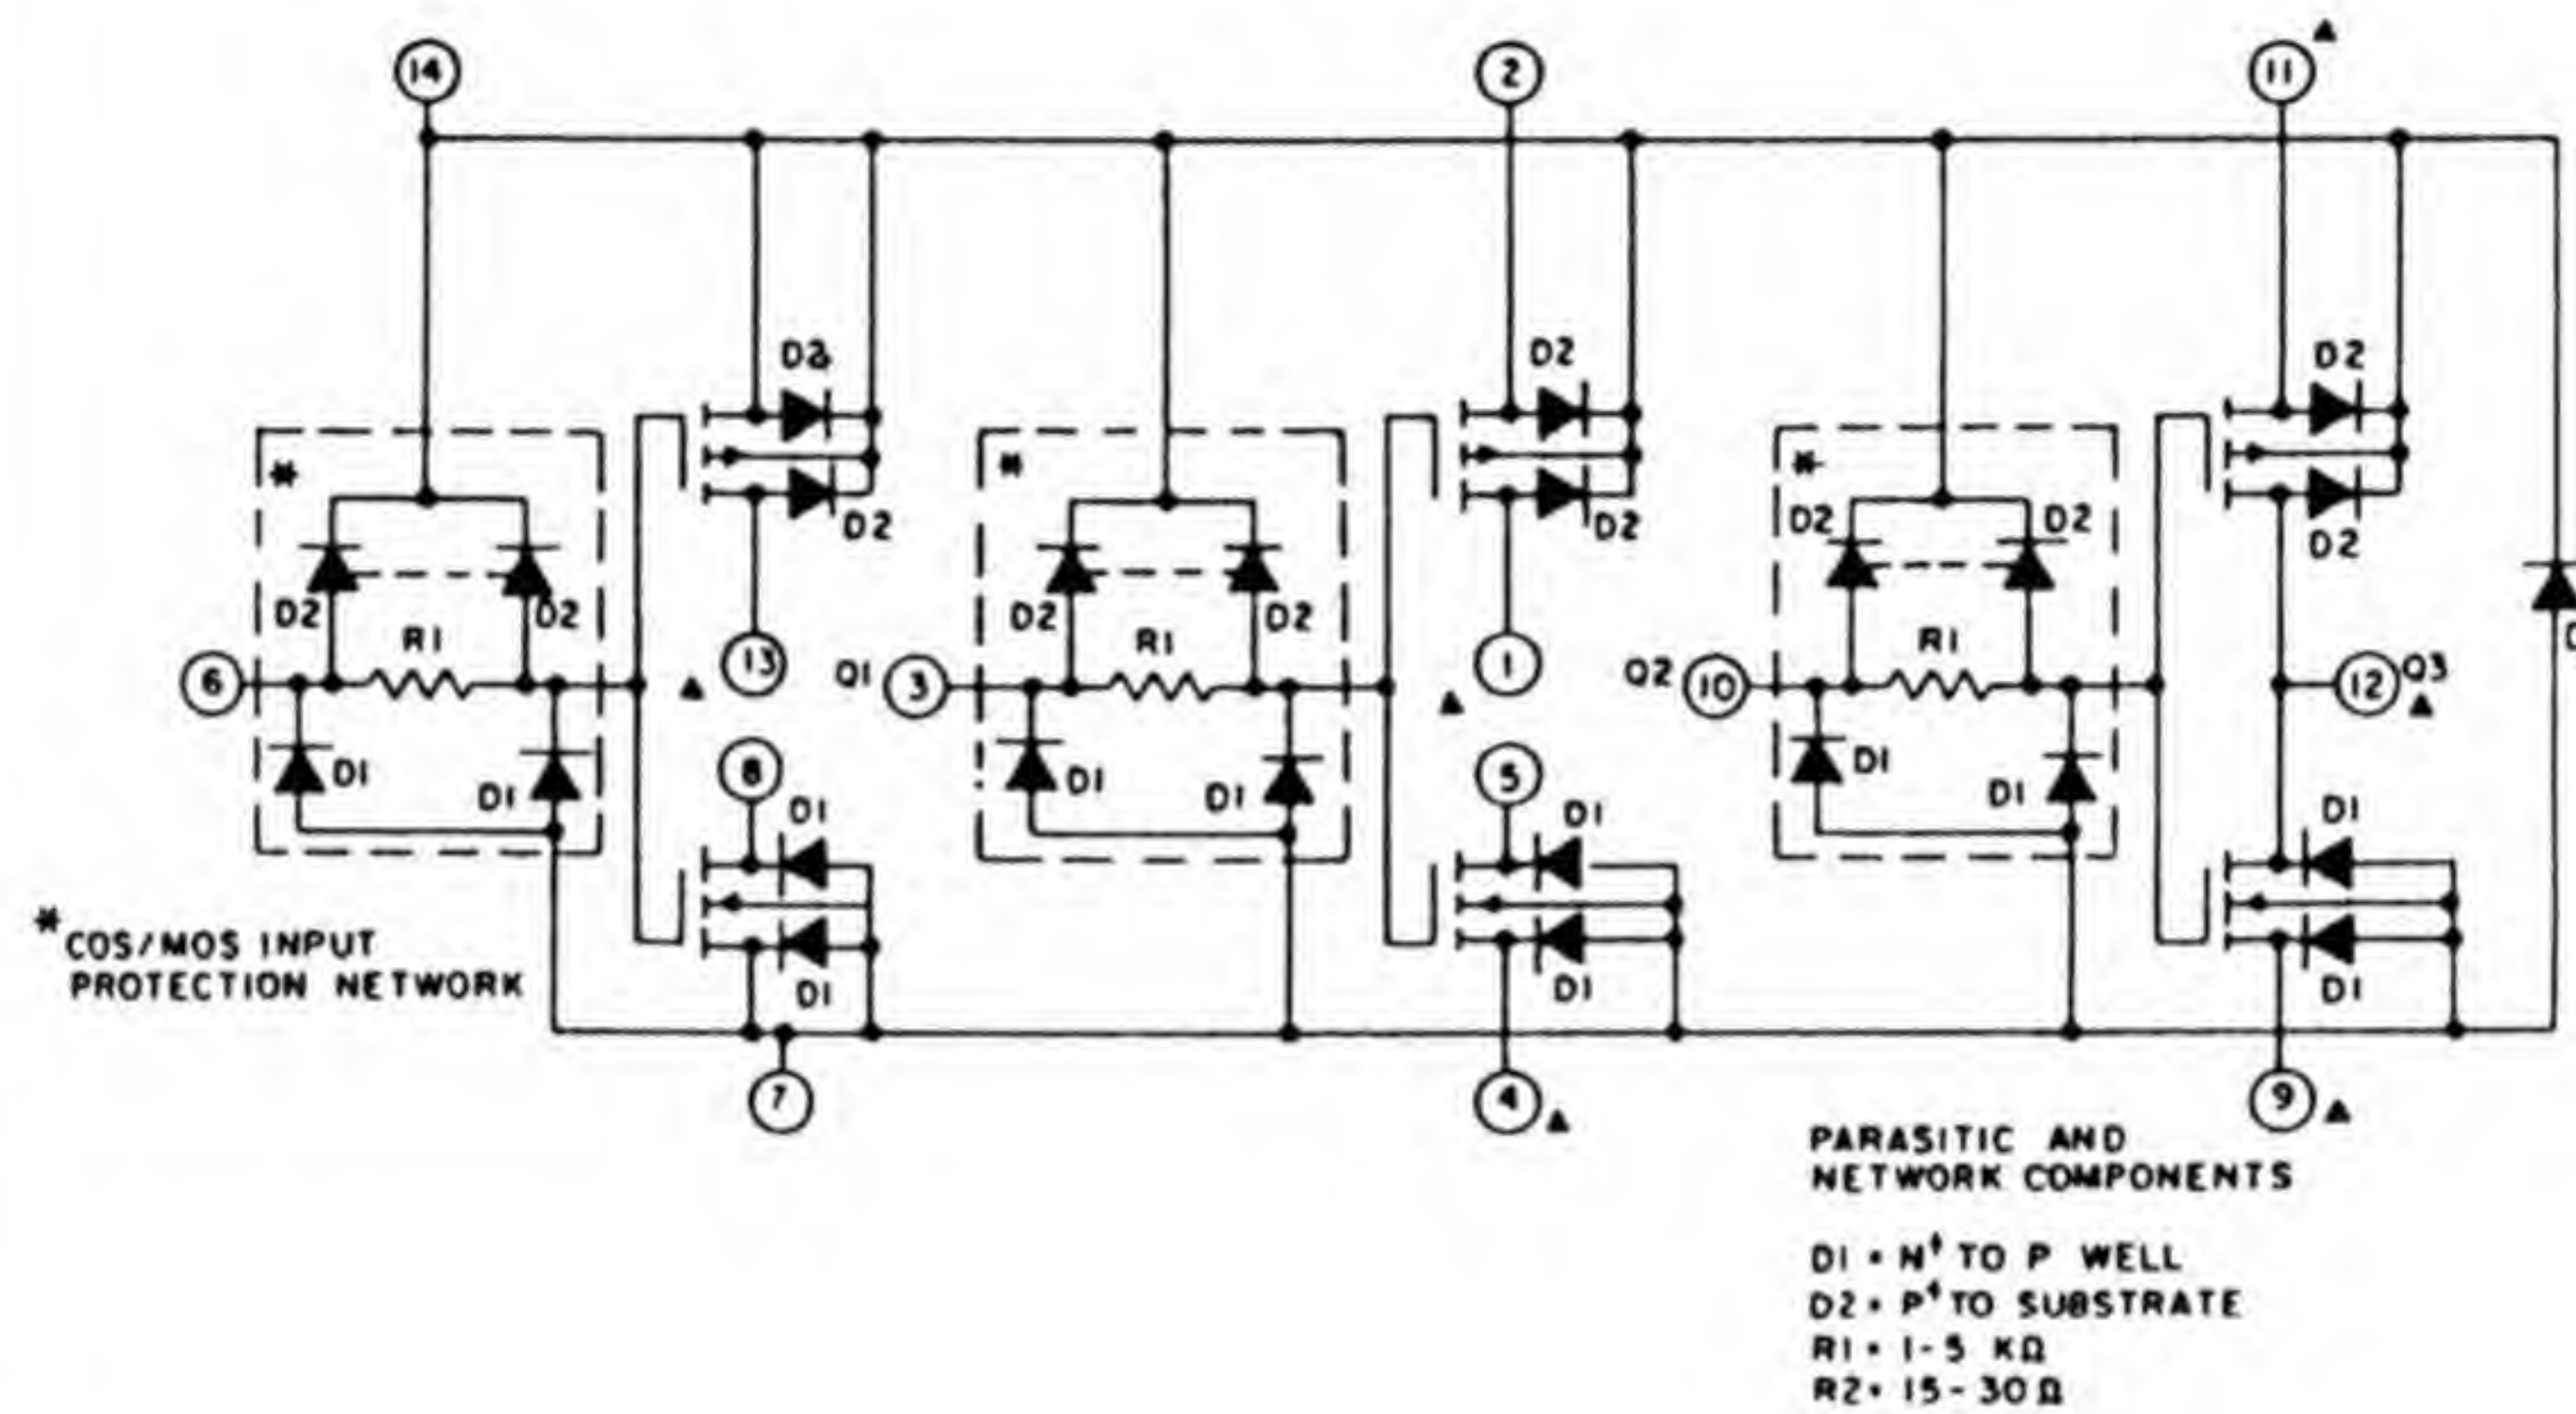 14
2
11 ▲
D2
D2
D2
*
*
*
D2
D2
D2
D2
D2
D2
D2
D2
D2
R1
R1
R1
6
▲
13
Q1
3
▲
1
Q2
10
12
Q3
▲
D1
D1
8
D1
D1
D1
5
D1
D1
D1
D1
D1
D1
D1
* COS/MOS INPUT
PROTECTION NETWORK
7
4 ▲
9 ▲
PARASITIC AND
NETWORK COMPONENTS
D1 = N+ TO P WELL
D2 = P+ TO SUBSTRATE
R1 = 1-5 KΩ
R2 = 15-30Ω